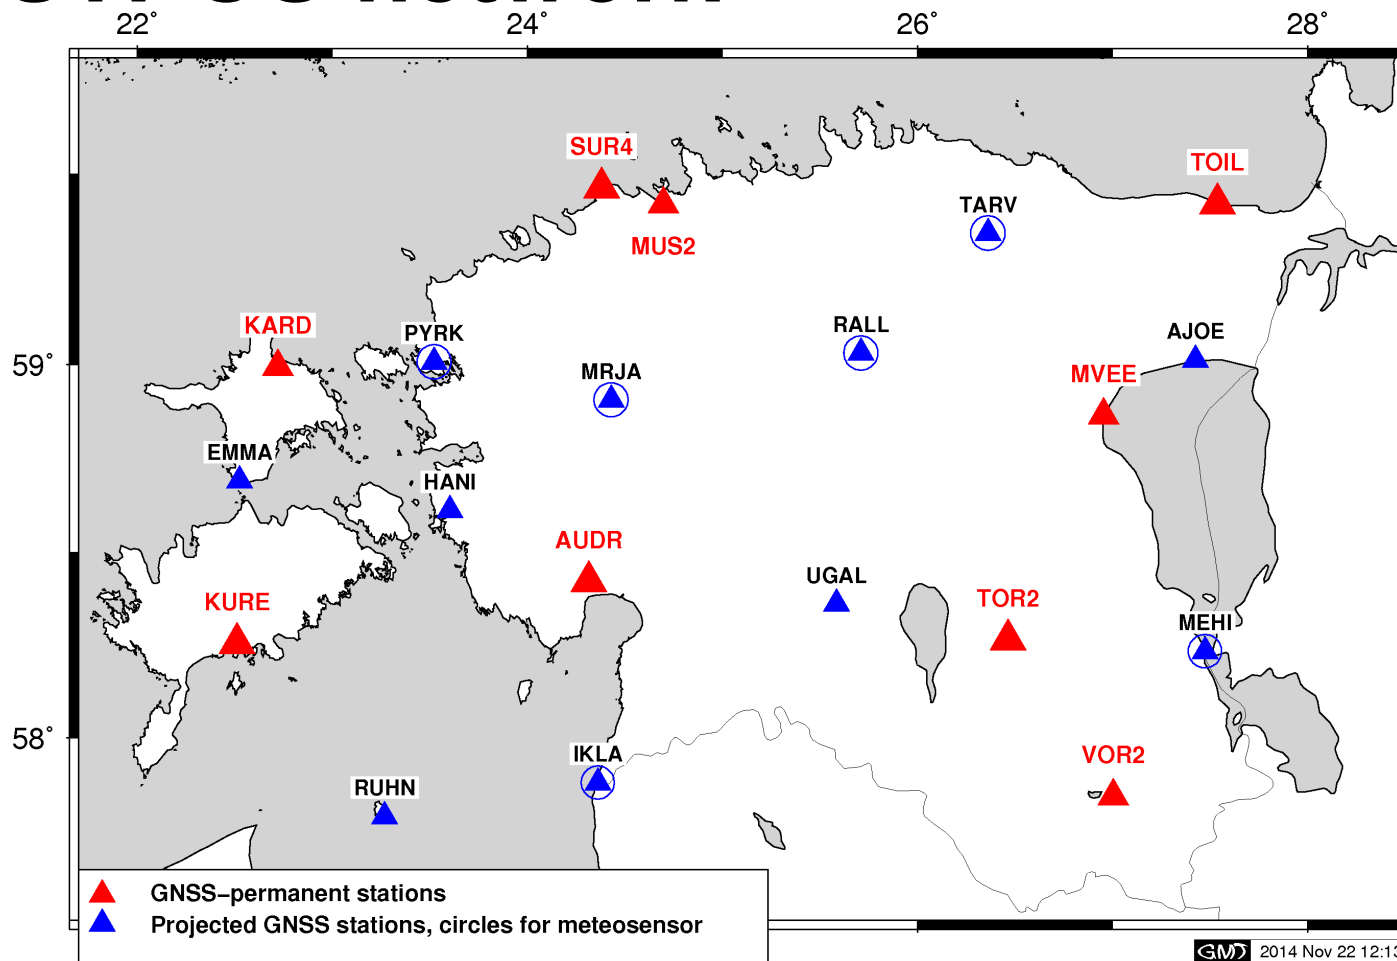 22° 24° 26° 28°
SUR4
TOIL
TARV
MUS2
KARD
PYRK
RALL
AJOE
59°
MRJA
MVEE
EMMA
HANI
AUDR
UGAL
TOR2
KURE
MEHI
58°
IKLA
VOR2
RUHN
GNSS–permanent stations
Projected GNSS stations, circles for meteosensor
GMT 2014 Nov 22 12:13